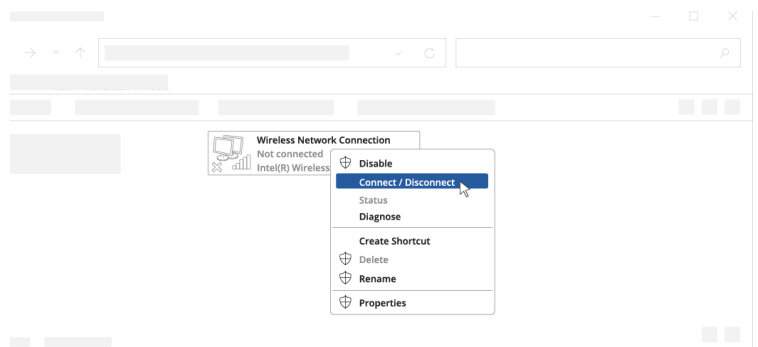 Wireless Network Connection
Not connected
Intel(R) Wireless
Disable
Connect / Disconnect
Status
Diagnose
Create Shortcut
Delete
Rename
Properties